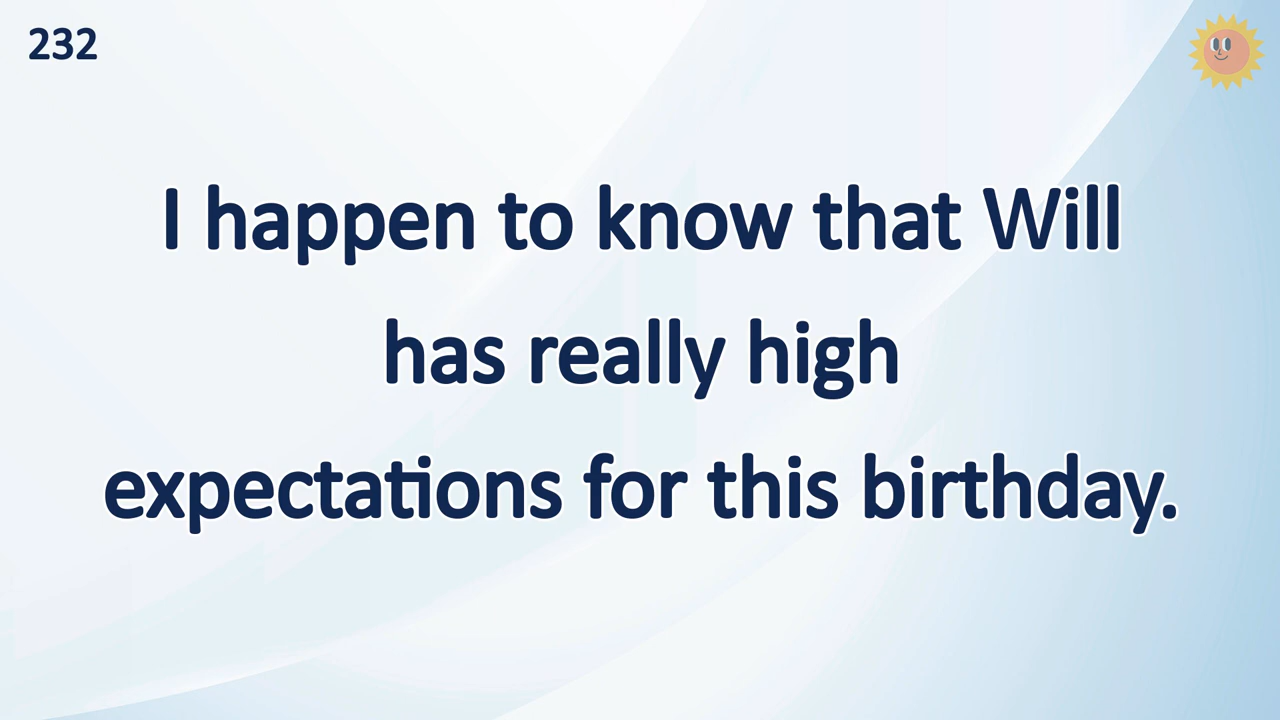 232
I happen to know that Will
has really high
expectations for this birthday.